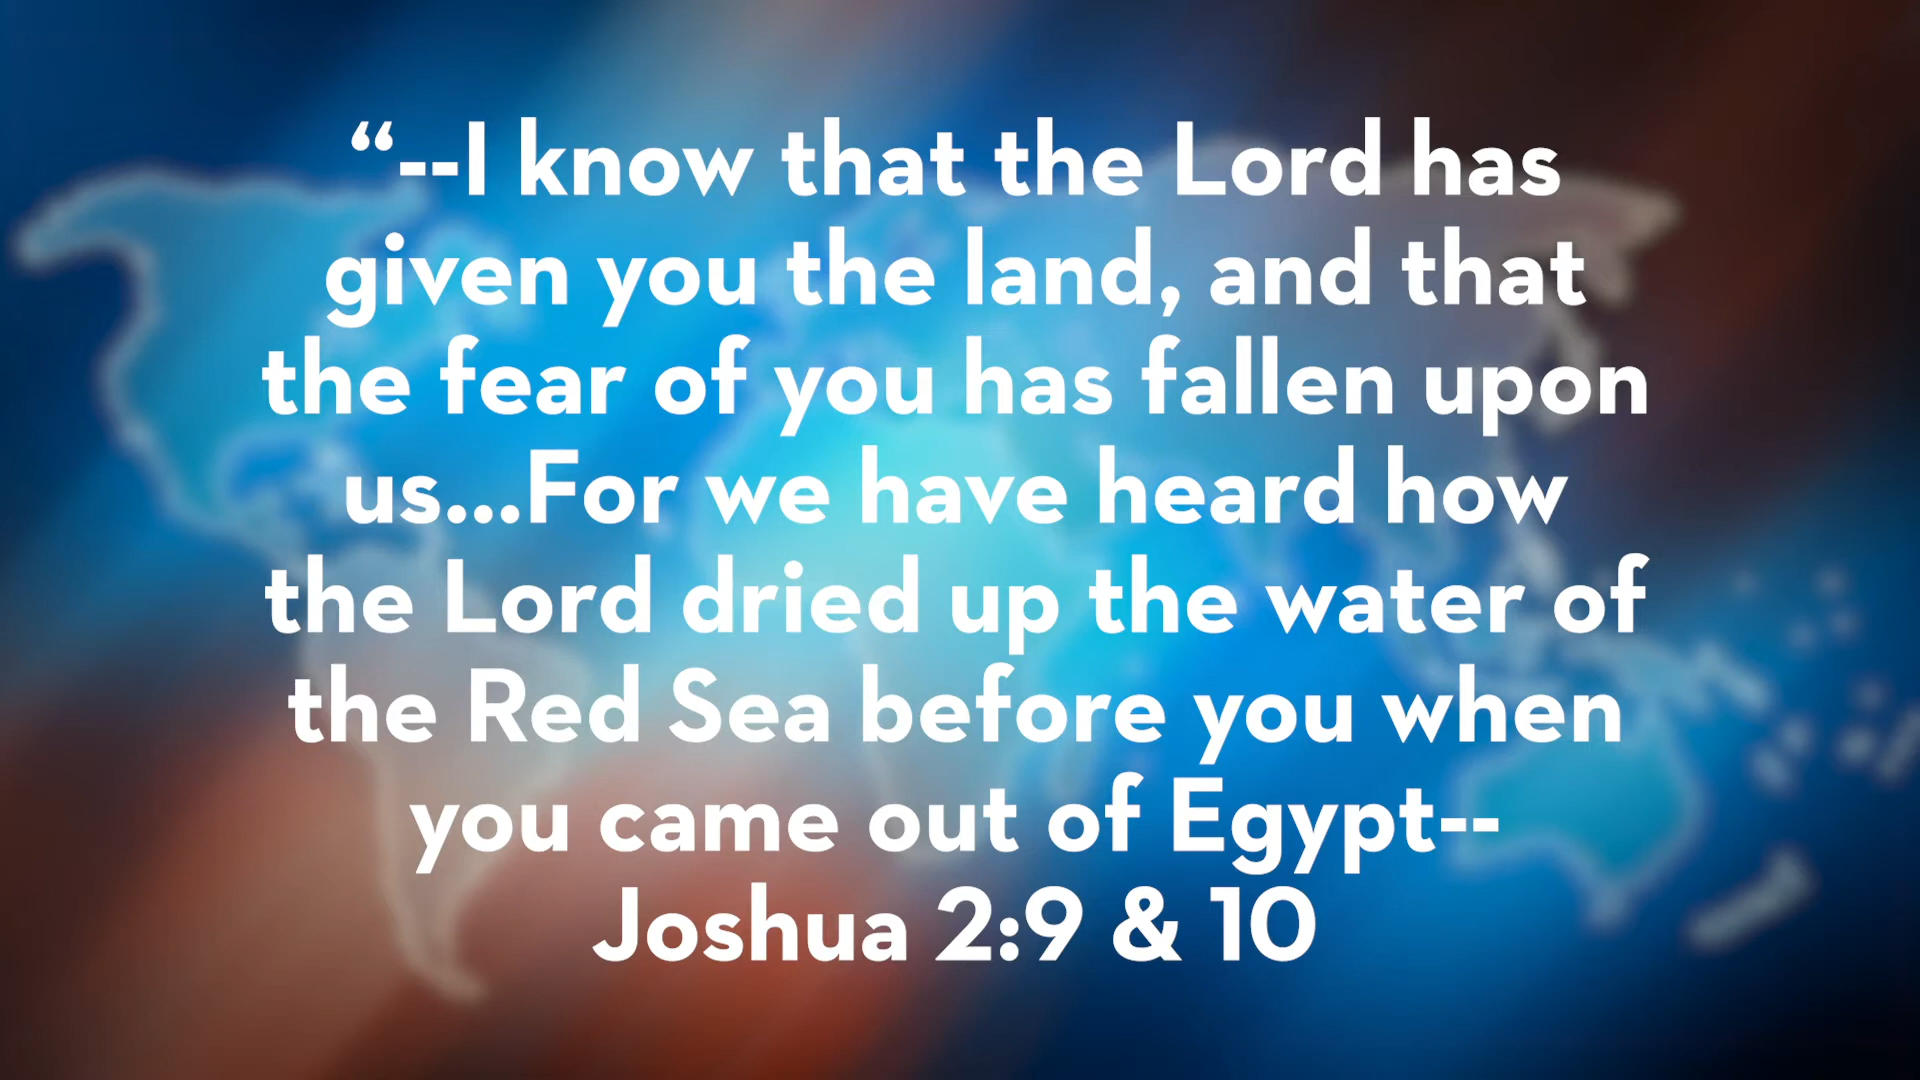 “--I know that the Lord has
given you the land, and that
the fear of you has fallen upon
us...For we have heard how
the Lord dried up the water of
the Red Sea before you when
you came out of Egypt--
Joshua 2:9 & 10